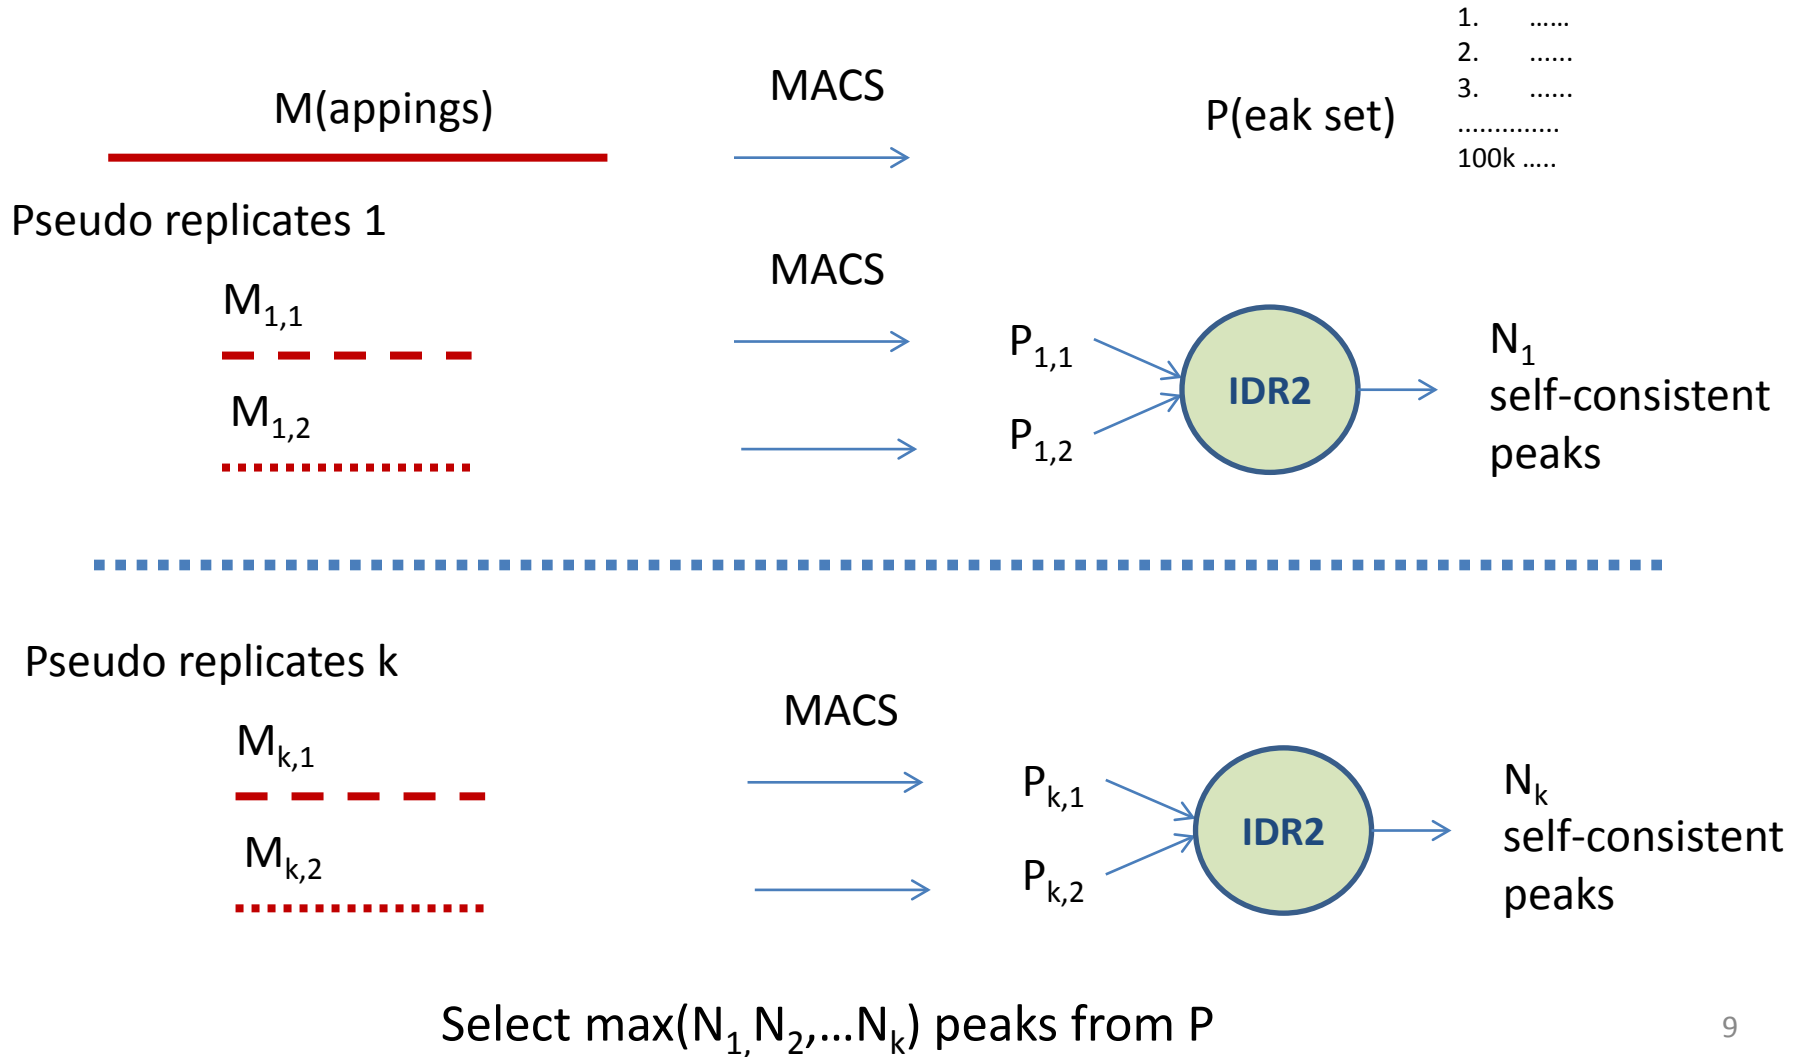 M(appings)
MACS
P(eak set)
1. ……
2. ......
3. ......
..............
100k …..
Pseudo replicates 1
MACS
M1,1
M1,2
P1,1
P1,2
IDR2
N1
self-consistent
peaks
Pseudo replicates k
MACS
Mk,1
Mk,2
Pk,1
Pk,2
IDR2
Nk
self-consistent
peaks
Select max(N1,N2,…Nk) peaks from P
9